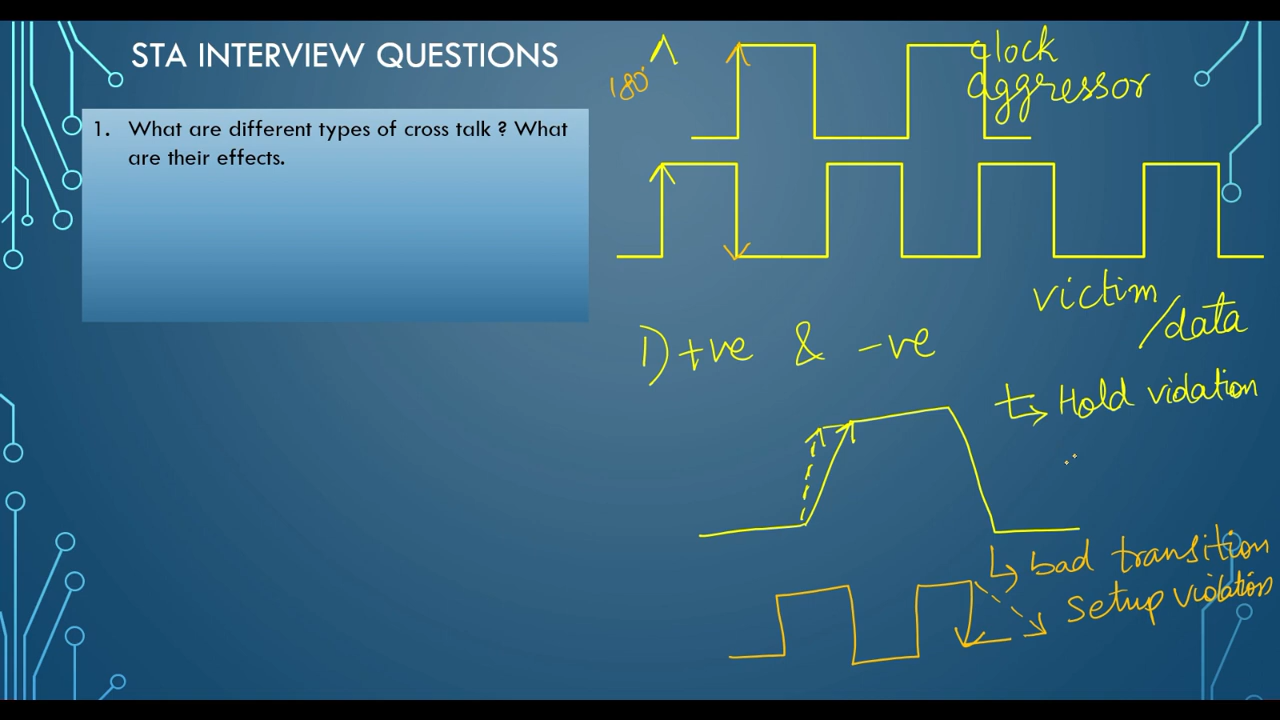 STA INTERVIEW QUESTIONS
1. What are different types of cross talk ? What
are their effects.
180°
clock
aggressor
victim
/data
1) +ve & -ve
t→ Hold violation
↳ bad transition
Setup violation